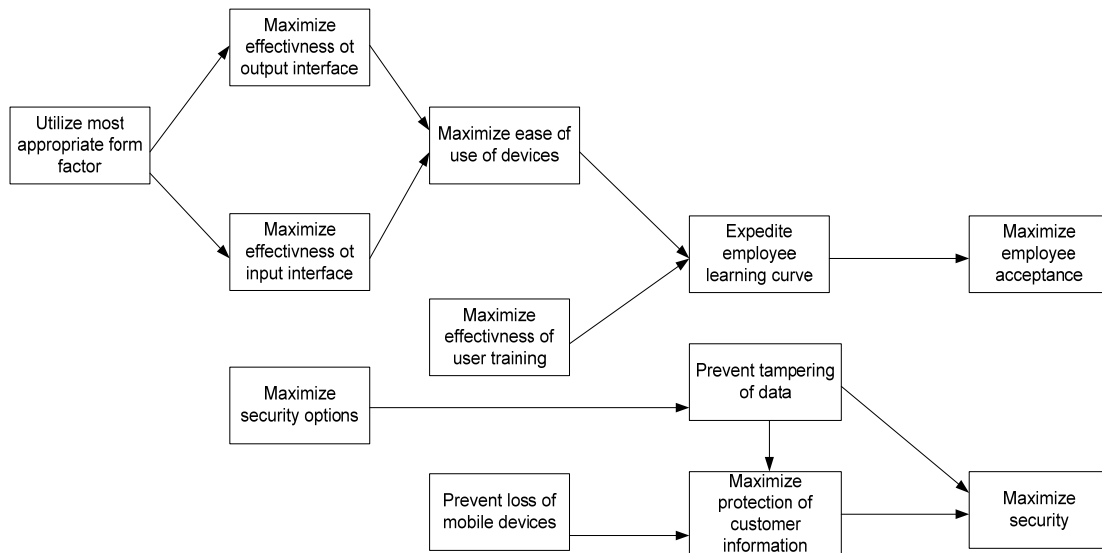 Maximize
effectivness ot
output interface
Utilize most
appropriate form
factor
Maximize ease of
use of devices
Maximize
effectivness ot
input interface
Expedite
employee
learning curve
Maximize
employee
acceptance
Maximize
effectivness of
user training
Prevent tampering
of data
Maximize
security options
Prevent loss of
mobile devices
Maximize
protection of
customer
information
Maximize
security